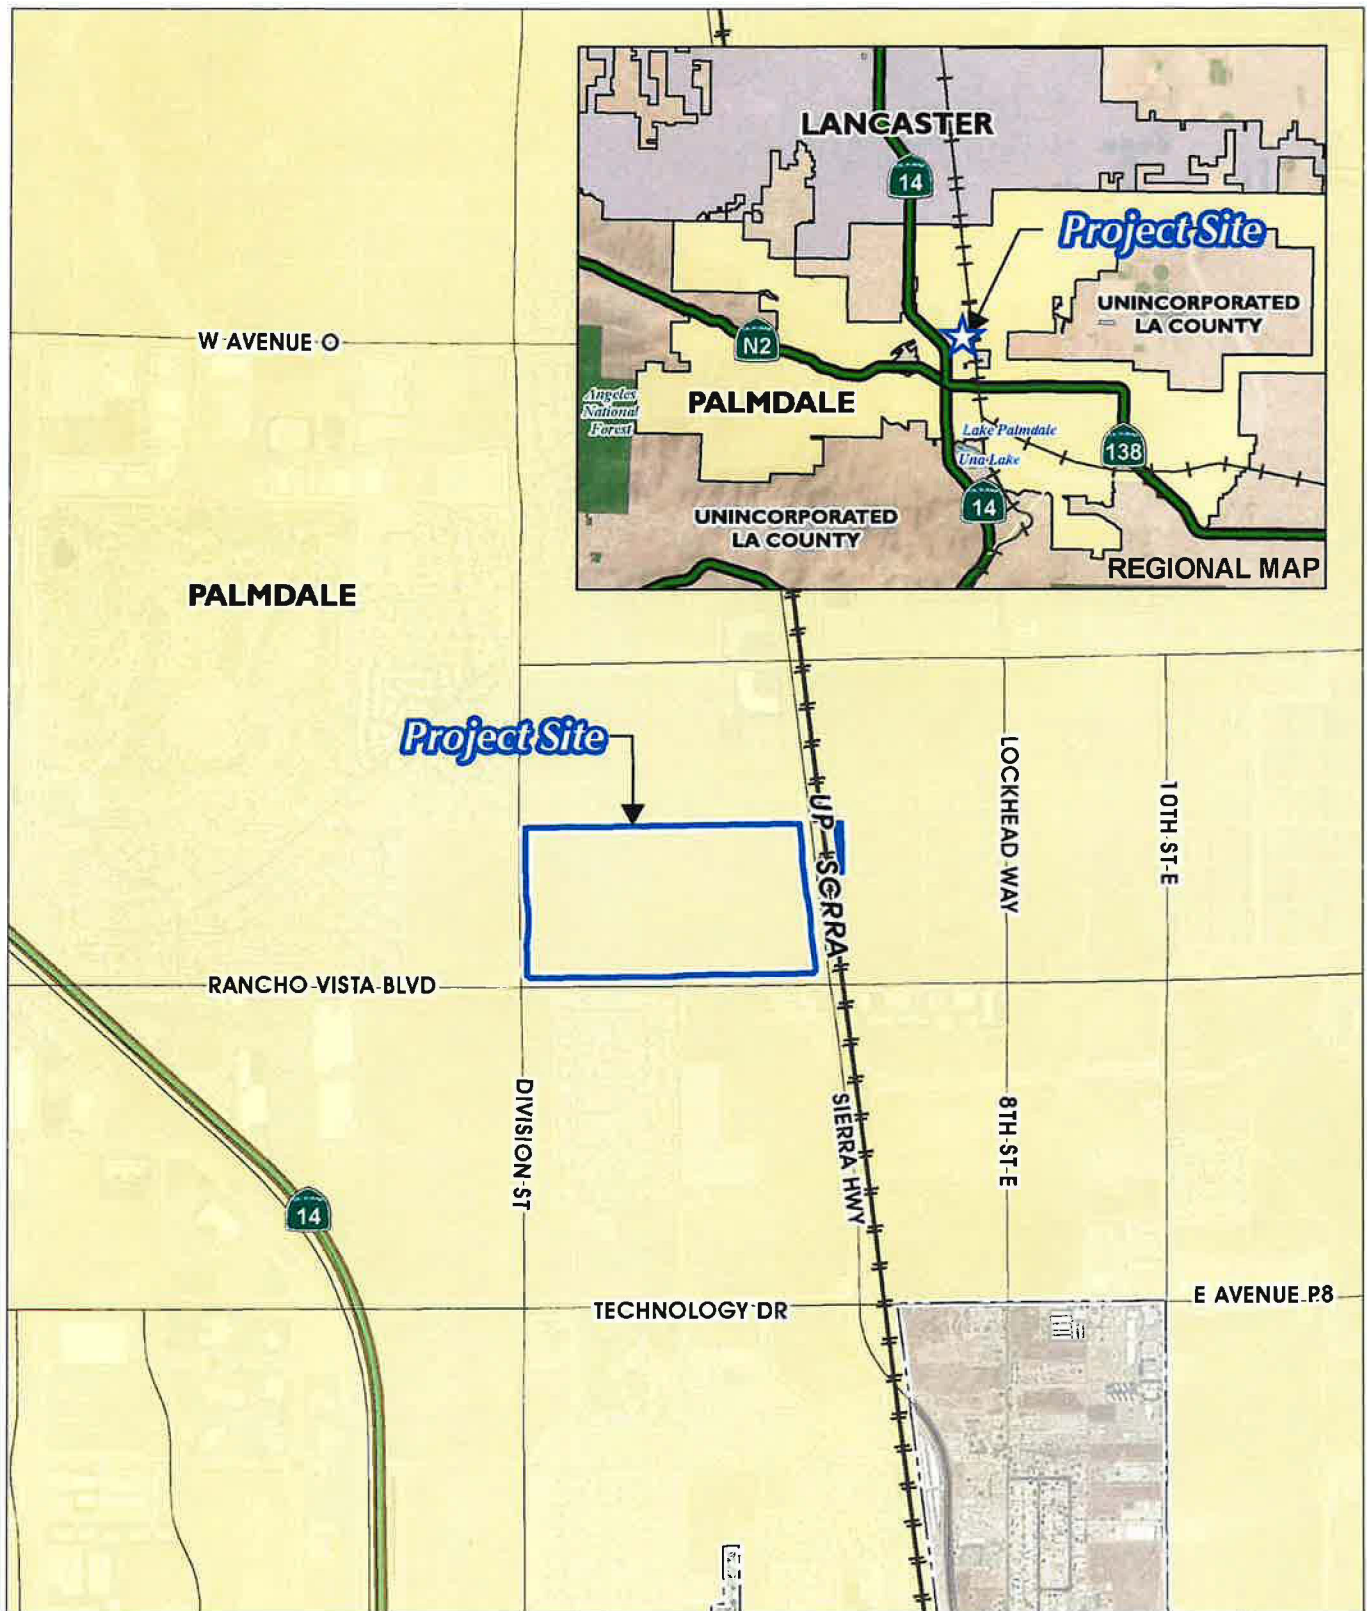 LANCASTER
14
Project Site
UNINCORPORATED
LA COUNTY
N2
Angeles
National
Forest
PALMDALE
Lake Palmdale
138
Una Lake
14
UNINCORPORATED
LA COUNTY
REGIONAL MAP
W AVENUE O
PALMDALE
Project Site
UP SCRRA
LOCKHEAD WAY
10TH ST E
RANCHO VISTA BLVD
DIVISION ST
SIERRA HWY
8TH ST E
14
TECHNOLOGY DR
E AVENUE P8